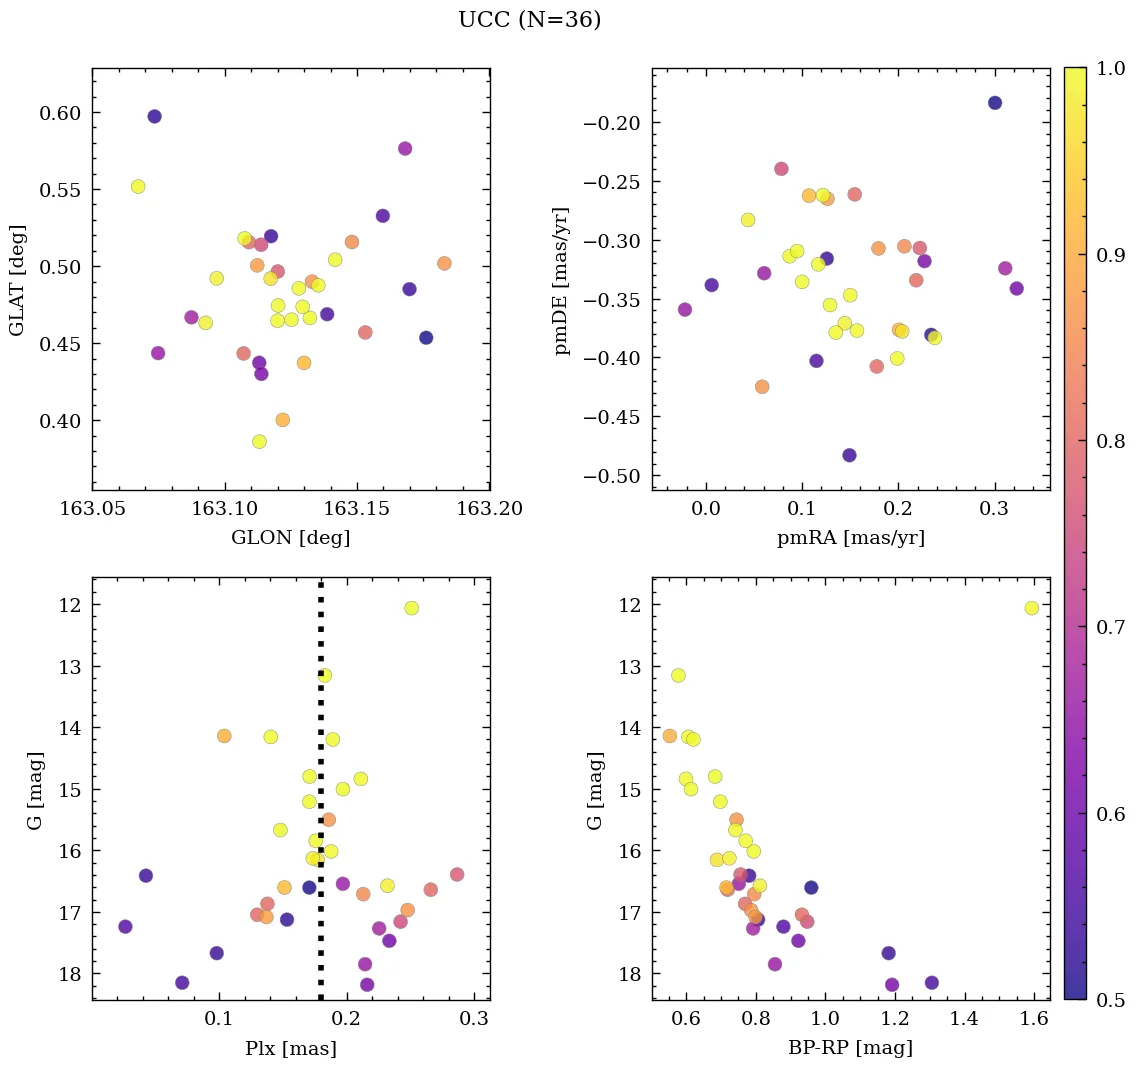 UCC (N=36)
0.60
0.55
0.50
0.45
0.40
GLAT [deg]
163.05 163.10 163.15 163.20
GLON [deg]
−0.20
−0.25
−0.30
−0.35
−0.40
−0.45
−0.50
pmDE [mas/yr]
0.0 0.1 0.2 0.3
pmRA [mas/yr]
12
13
14
15
16
17
18
G [mag]
0.1 0.2 0.3
Plx [mas]
12
13
14
15
16
17
18
G [mag]
0.6 0.8 1.0 1.2 1.4 1.6
BP-RP [mag]
1.0
0.9
0.8
0.7
0.6
0.5